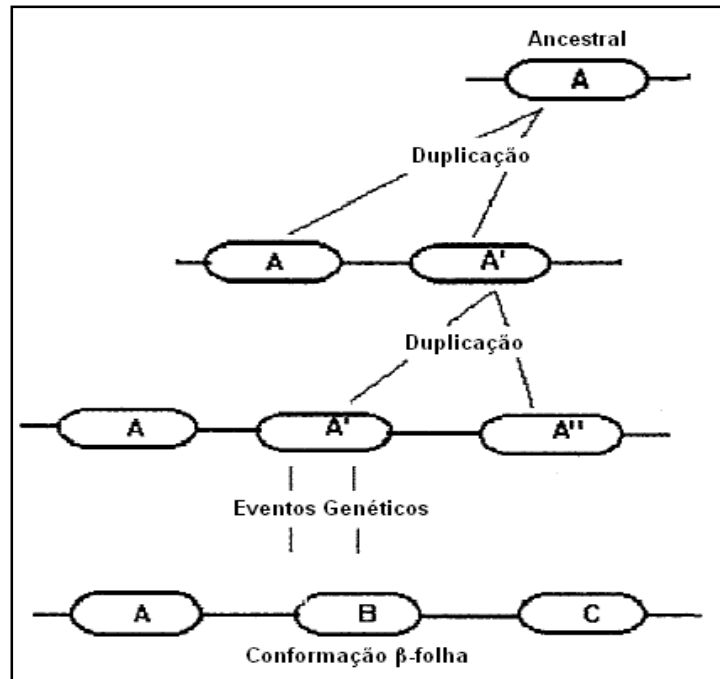 Ancestral
A
Duplicação
A A'
Duplicação
A A' A"
Eventos Genéticos
A B C
Conformação β-folha